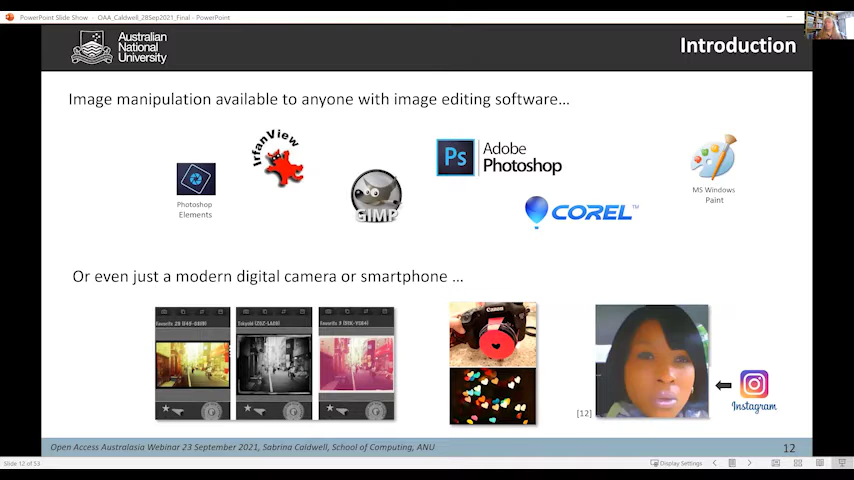 PowerPoint Slide Show - OAA_Caldwell_28Sep2021_Final - PowerPoint
Australian
National
University
Introduction
Image manipulation available to anyone with image editing software…
Photoshop
Elements
IrfanView
GIMP
Ps Adobe
Photoshop
COREL™
MS Windows
Paint
Or even just a modern digital camera or smartphone …
Canon
[12]
Instagram
Open Access Australasia Webinar 23 September 2021, Sabrina Caldwell, School of Computing, ANU
12
Slide 12 of 53
Display Settings